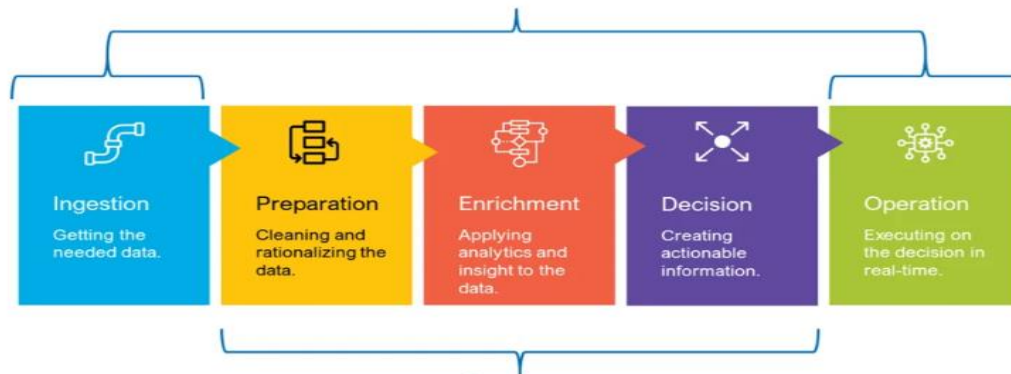 Ingestion
Getting the
needed data.
Preparation
Cleaning and
rationalizing the
data.
Enrichment
Applying
analytics and
insight to the
data.
Decision
Creating
actionable
information.
Operation
Executing on
the decision in
real-time.